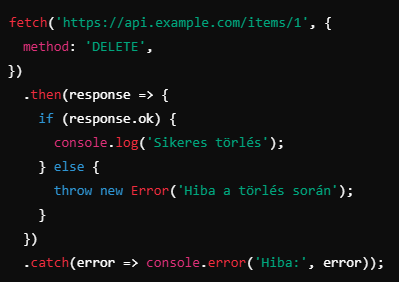 fetch('https://api.example.com/items/1', {
  method: 'DELETE',
})
  .then(response => {
    if (response.ok) {
      console.log('Sikeres törlés');
    } else {
      throw new Error('Hiba a törlés során');
    }
  })
  .catch(error => console.error('Hiba:', error));